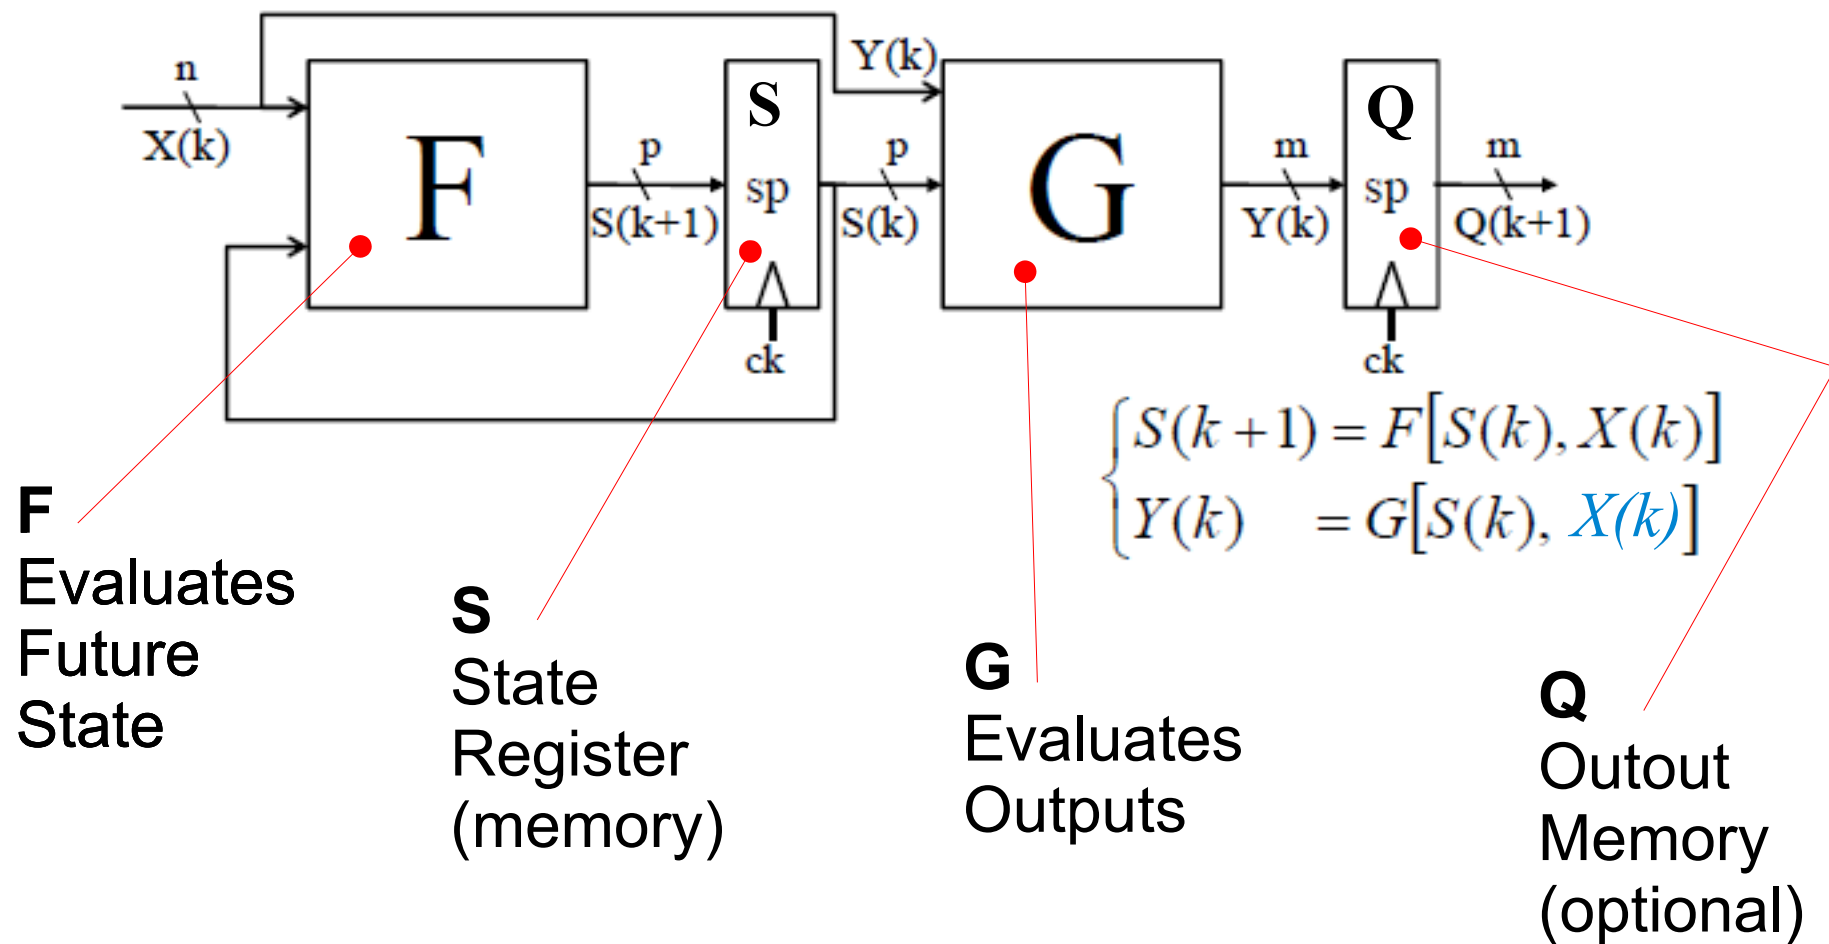 n
X(k)
F
p
S(k+1)
S
sp
ck
Y(k)
p
S(k)
G
m
Y(k)
Q
sp
ck
m
Q(k+1)
S(k+1) = F[S(k), X(k)]
Y(k) = G[S(k), X(k)]
F
Evaluates
Future
State
S
State
Register
(memory)
G
Evaluates
Outputs
Q
Outout
Memory
(optional)